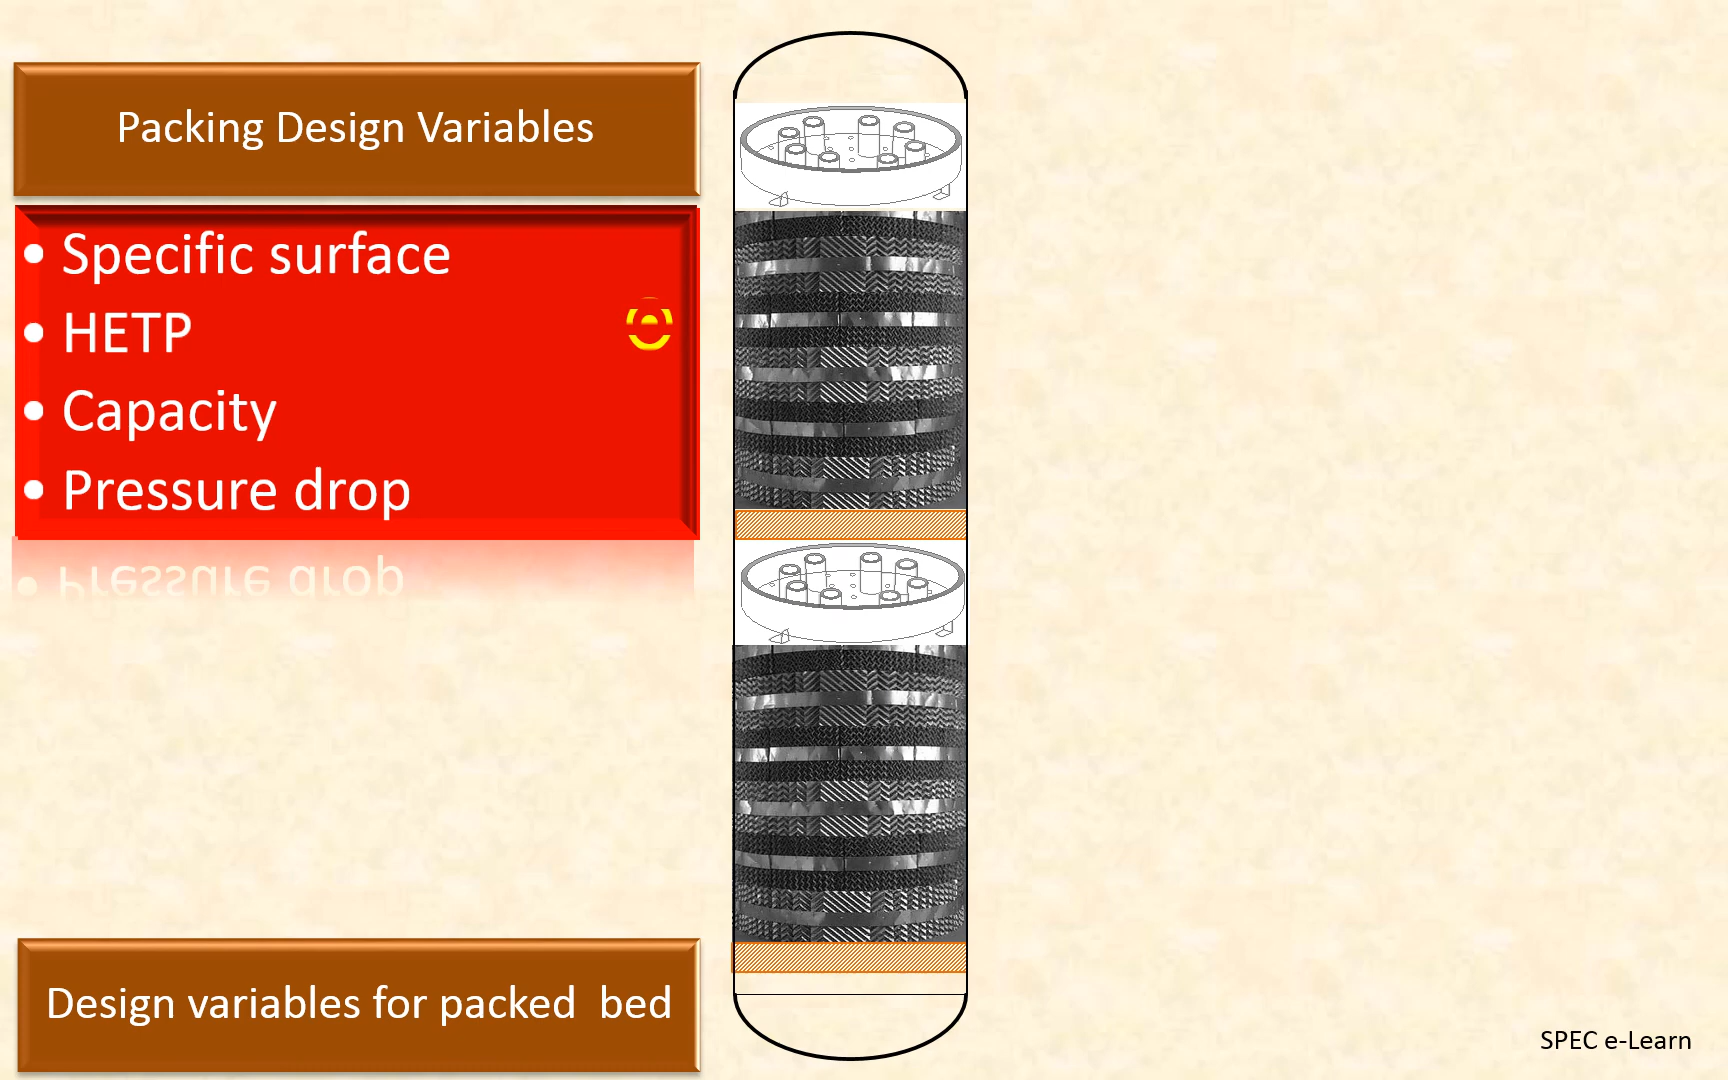 Packing Design Variables
• Specific surface
• HETP
• Capacity
• Pressure drop
Design variables for packed  bed
SPEC e-Learn